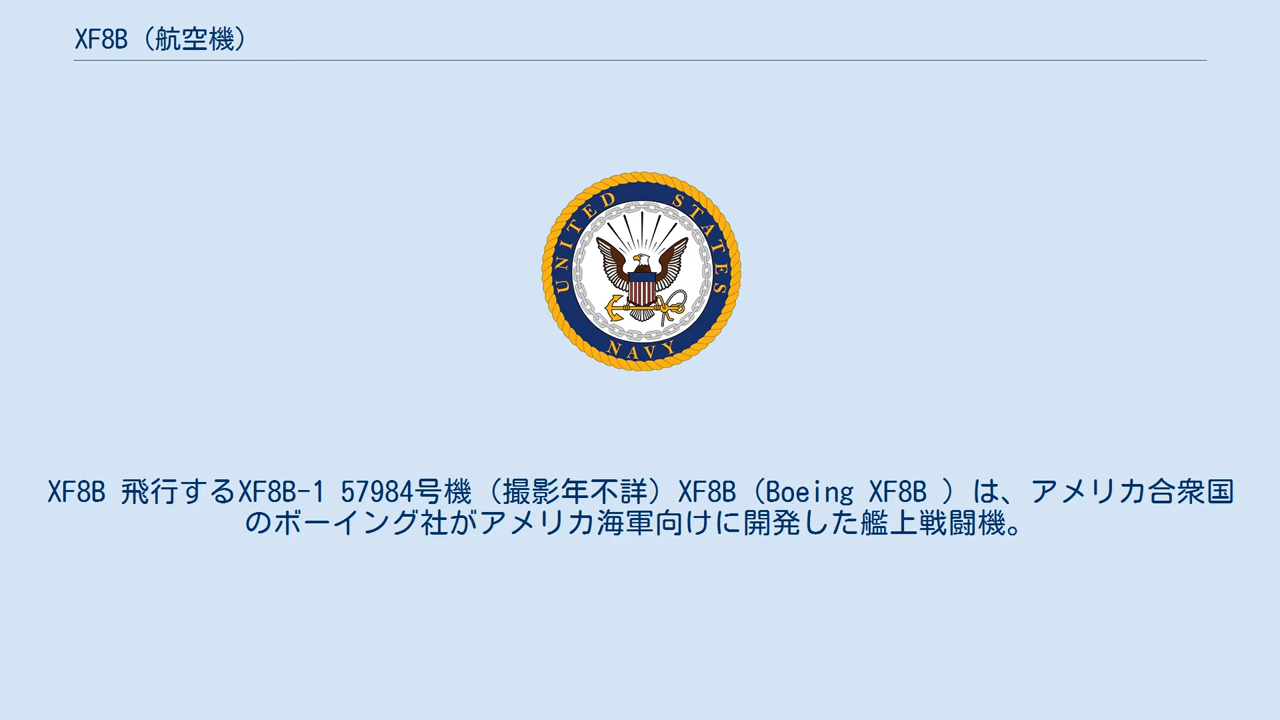 XF8B（航空機）
UNITED STATES
NAVY
XF8B 飛行するXF8B-1 57984号機（撮影年不詳）XF8B（Boeing XF8B ）は、アメリカ合衆国
のボーイング社がアメリカ海軍向けに開発した艦上戦闘機。